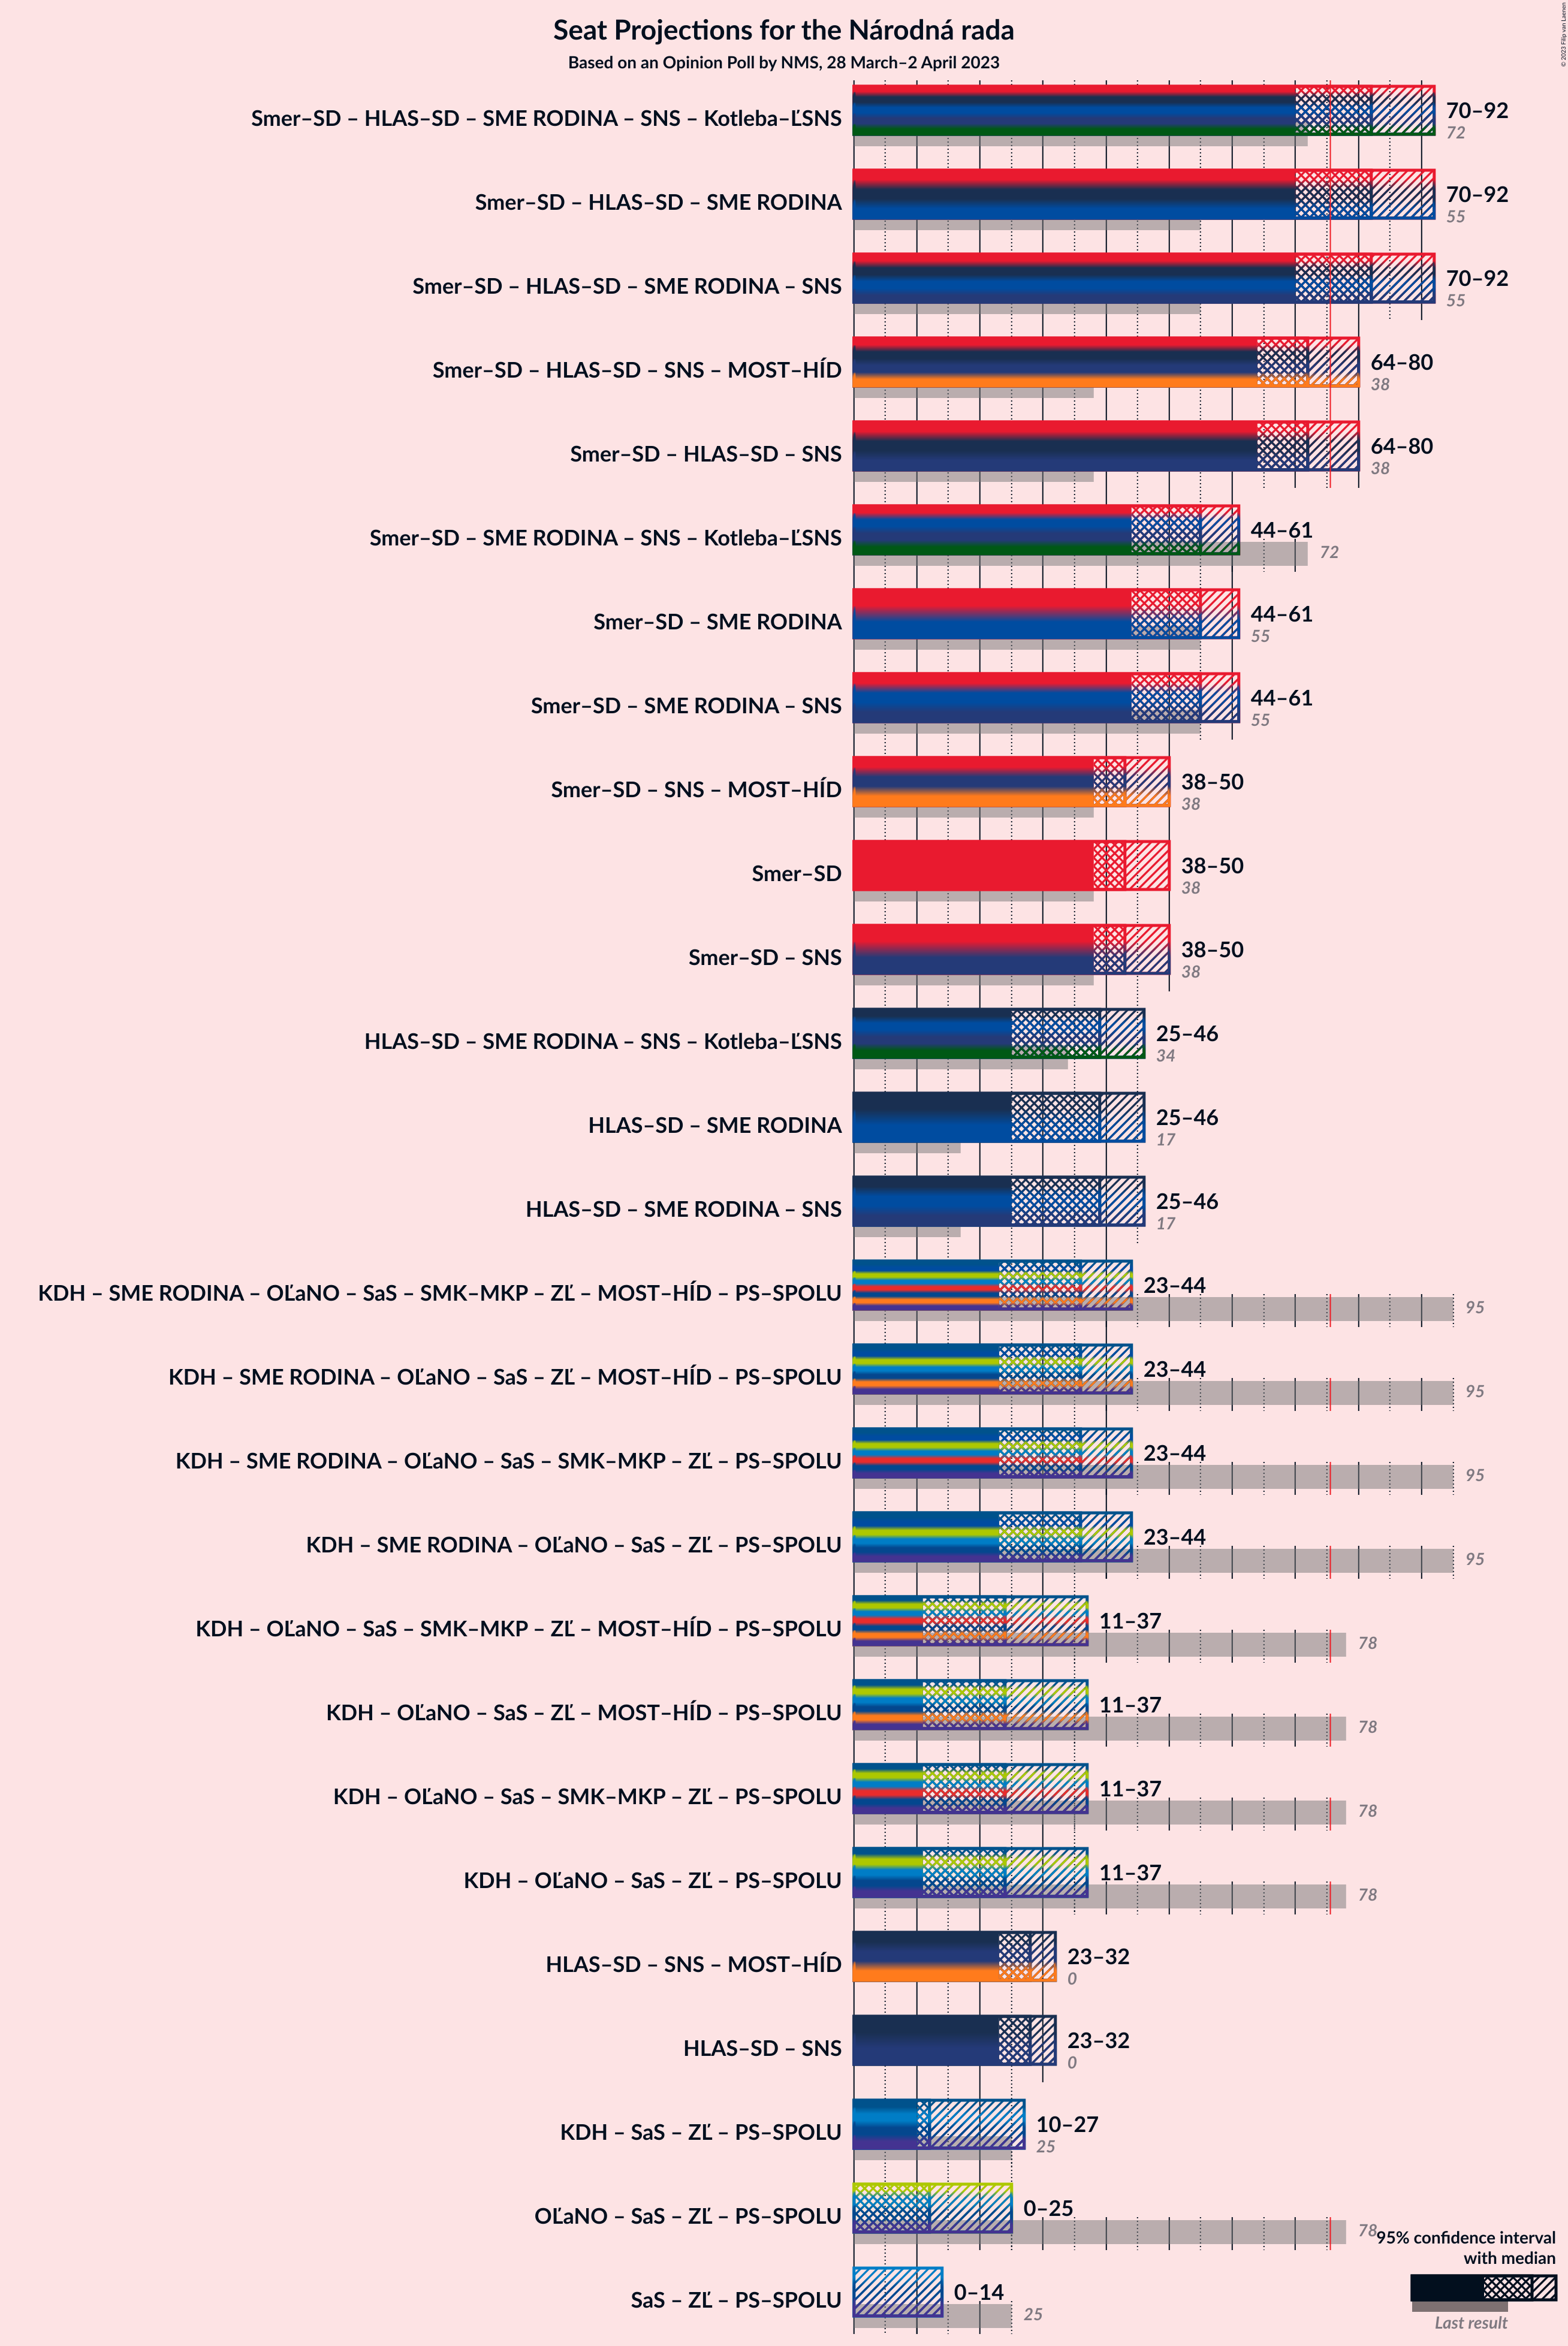 Seat Projections for the Národná rada
Based on an Opinion Poll by NMS, 28 March–2 April 2023
© 2023 Filip van Laenen
Smer–SD – HLAS–SD – SME RODINA – SNS – Kotleba–ĽSNS
70–92
72
Smer–SD – HLAS–SD – SME RODINA
70–92
55
Smer–SD – HLAS–SD – SME RODINA – SNS
70–92
55
Smer–SD – HLAS–SD – SNS – MOST–HÍD
64–80
38
Smer–SD – HLAS–SD – SNS
64–80
38
Smer–SD – SME RODINA – SNS – Kotleba–ĽSNS
44–61
72
Smer–SD – SME RODINA
44–61
55
Smer–SD – SME RODINA – SNS
44–61
55
Smer–SD – SNS – MOST–HÍD
38–50
38
Smer–SD
38–50
38
Smer–SD – SNS
38–50
38
HLAS–SD – SME RODINA – SNS – Kotleba–ĽSNS
25–46
34
HLAS–SD – SME RODINA
25–46
17
HLAS–SD – SME RODINA – SNS
25–46
17
KDH – SME RODINA – OĽaNO – SaS – SMK–MKP – ZĽ – MOST–HÍD – PS–SPOLU
23–44
95
KDH – SME RODINA – OĽaNO – SaS – ZĽ – MOST–HÍD – PS–SPOLU
23–44
95
KDH – SME RODINA – OĽaNO – SaS – SMK–MKP – ZĽ – PS–SPOLU
23–44
95
KDH – SME RODINA – OĽaNO – SaS – ZĽ – PS–SPOLU
23–44
95
KDH – OĽaNO – SaS – SMK–MKP – ZĽ – MOST–HÍD – PS–SPOLU
11–37
78
KDH – OĽaNO – SaS – ZĽ – MOST–HÍD – PS–SPOLU
11–37
78
KDH – OĽaNO – SaS – SMK–MKP – ZĽ – PS–SPOLU
11–37
78
KDH – OĽaNO – SaS – ZĽ – PS–SPOLU
11–37
78
HLAS–SD – SNS – MOST–HÍD
23–32
0
HLAS–SD – SNS
23–32
0
KDH – SaS – ZĽ – PS–SPOLU
10–27
25
OĽaNO – SaS – ZĽ – PS–SPOLU
0–25
78
SaS – ZĽ – PS–SPOLU
0–14
25
95% confidence interval
with median
Last result